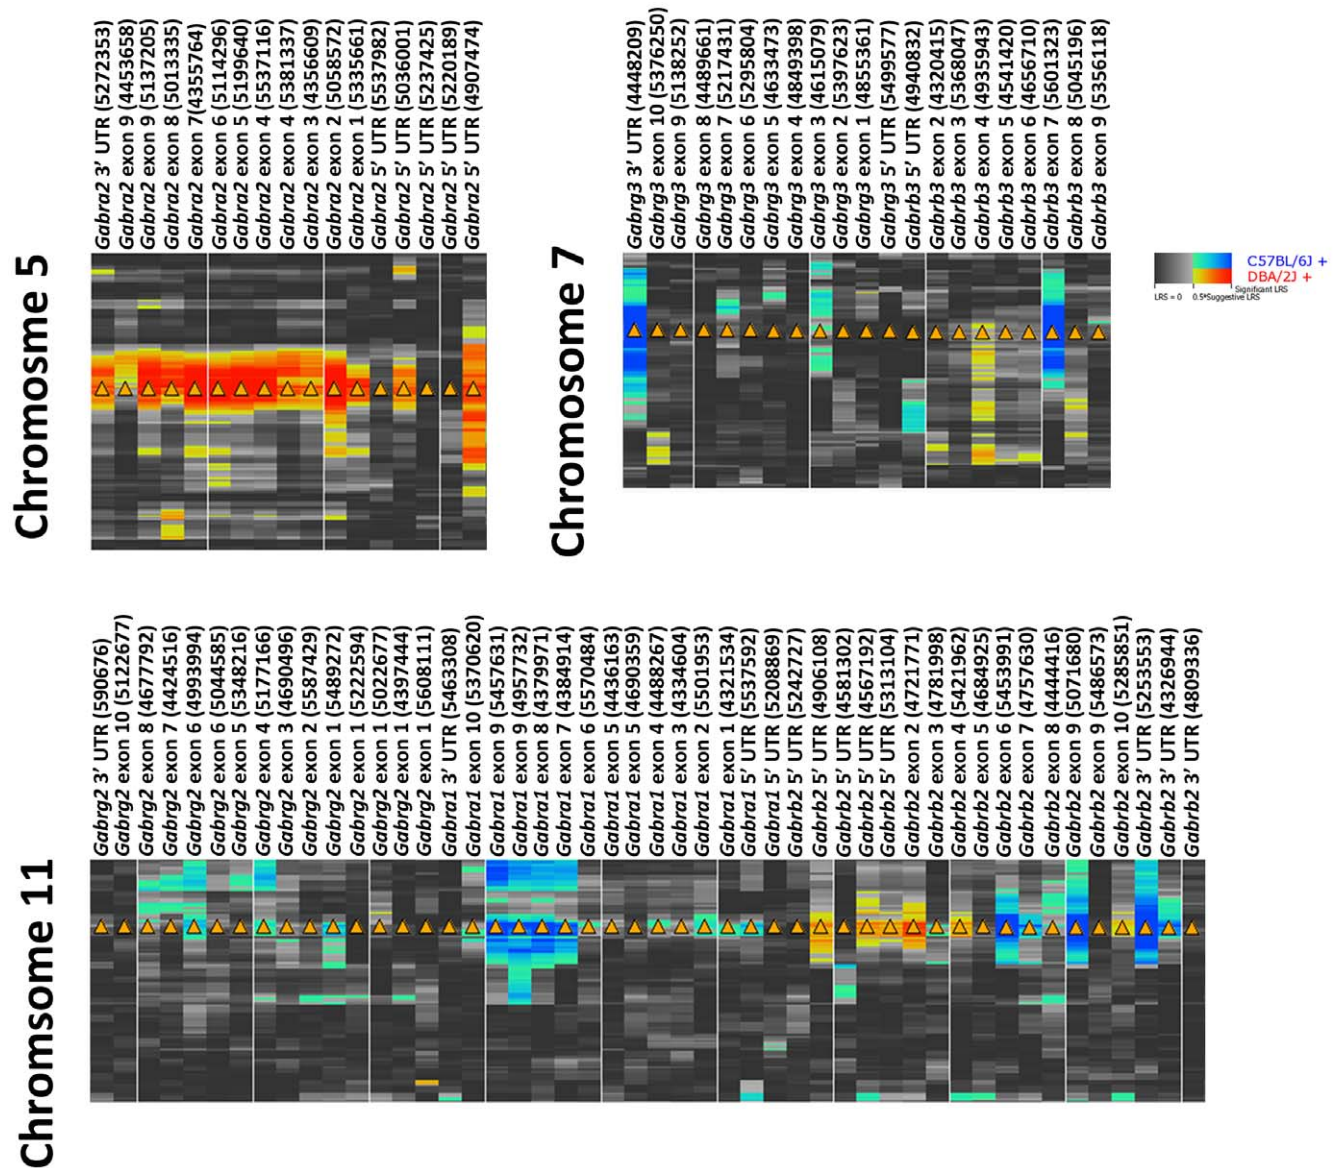 Chromosme 5
Gabra2 3’ UTR (5272353)
Gabra2 exon 9 (4453658)
Gabra2 exon 9 (5137205)
Gabra2 exon 8 (5013335)
Gabra2 exon 7(4355764)
Gabra2 exon 6 (5114296)
Gabra2 exon 5 (5199640)
Gabra2 exon 4 (5537116)
Gabra2 exon 4 (5381337)
Gabra2 exon 3 (4356609)
Gabra2 exon 2 (5058572)
Gabra2 exon 1 (5335661)
Gabra2 5’ UTR (5537982)
Gabra2 5’ UTR (5036001)
Gabra2 5’ UTR (5237425)
Gabra2 5’ UTR (5220189)
Gabra2 5’ UTR (4907474)
Chromosome 7
Gabrg3 3’ UTR (4448209)
Gabrg3 exon 10 (5376250)
Gabrg3 exon 9 (5138252)
Gabrg3 exon 8 (4489661)
Gabrg3 exon 7 (5217431)
Gabrg3 exon 6 (5295804)
Gabrg3 exon 5 (4633473)
Gabrg3 exon 4 (4849398)
Gabrg3 exon 3 (4615079)
Gabrg3 exon 2 (5397623)
Gabrg3 exon 1 (4855361)
Gabrg3 5’ UTR (5499577)
Gabrb3 5’ UTR (4940832)
Gabrb3 exon 2 (4320415)
Gabrb3 exon 3 (5368047)
Gabrb3 exon 4 (4935943)
Gabrb3 exon 5 (4541420)
Gabrb3 exon 6 (4656710)
Gabrb3 exon 7 (5601323)
Gabrb3 exon 8 (5045196)
Gabrb3 exon 9 (5356118)
C57BL/6J +
DBA/2J +
Significant LRS
LRS = 0 0.5*Suggestive LRS
Chromsome 11
Gabrg2 3’ UTR (590676)
Gabrg2 exon 10 (5122677)
Gabrg2 exon 8 (4677792)
Gabrg2 exon 7 (4424516)
Gabrg2 exon 6 (4993994)
Gabrg2 exon 6 (5044585)
Gabrg2 exon 5 (5348216)
Gabrg2 exon 4 (5177166)
Gabrg2 exon 3 (4690496)
Gabrg2 exon 2 (5587429)
Gabrg2 exon 1 (5489272)
Gabrg2 exon 1 (5222594)
Gabrg2 exon 1 (5022677)
Gabrg2 exon 1 (4397444)
Gabrg2 exon 1 (5608111)
Gabra1 3’ UTR (5463308)
Gabra1 exon 10 (5370620)
Gabra1 exon 9 (5457631)
Gabra1 exon 9 (4957732)
Gabra1 exon 8 (4379971)
Gabra1 exon 7 (4384914)
Gabra1 exon 6 (5570484)
Gabra1 exon 5 (4436163)
Gabra1 exon 5 (4690359)
Gabra1 exon 4 (4488267)
Gabra1 exon 3 (4334604)
Gabra1 exon 2 (5501953)
Gabra1 exon 1 (4321534)
Gabra1 5’ UTR (5537592)
Gabra1 5’ UTR (5208869)
Gabrb2 5’ UTR (5242727)
Gabrb2 5’ UTR (4906108)
Gabrb2 5’ UTR (4581302)
Gabrb2 5’ UTR (4567192)
Gabrb2 5’ UTR (5313104)
Gabrb2 exon 2 (4721771)
Gabrb2 exon 3 (4781998)
Gabrb2 exon 4 (5421962)
Gabrb2 exon 5 (4684925)
Gabrb2 exon 6 (5453991)
Gabrb2 exon 7 (4757630)
Gabrb2 exon 8 (4444416)
Gabrb2 exon 9 (5071680)
Gabrb2 exon 9 (5486573)
Gabrb2 exon 10 (5285851)
Gabrb2 3’ UTR (5253553)
Gabrb2 3’ UTR (4326944)
Gabrb2 3’ UTR (4809336)